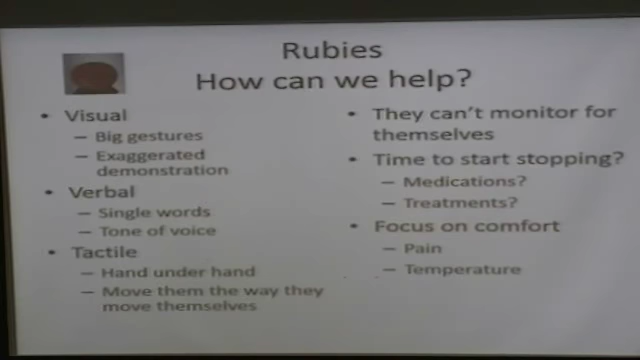 Rubies
How can we help?
• Visual
– Big gestures
– Exaggerated
demonstration
• Verbal
– Single words
– Tone of voice
• Tactile
– Hand under hand
– Move them the way they
move themselves
• They can't monitor for
themselves
• Time to start stopping?
– Medications?
– Treatments?
• Focus on comfort
– Pain
– Temperature